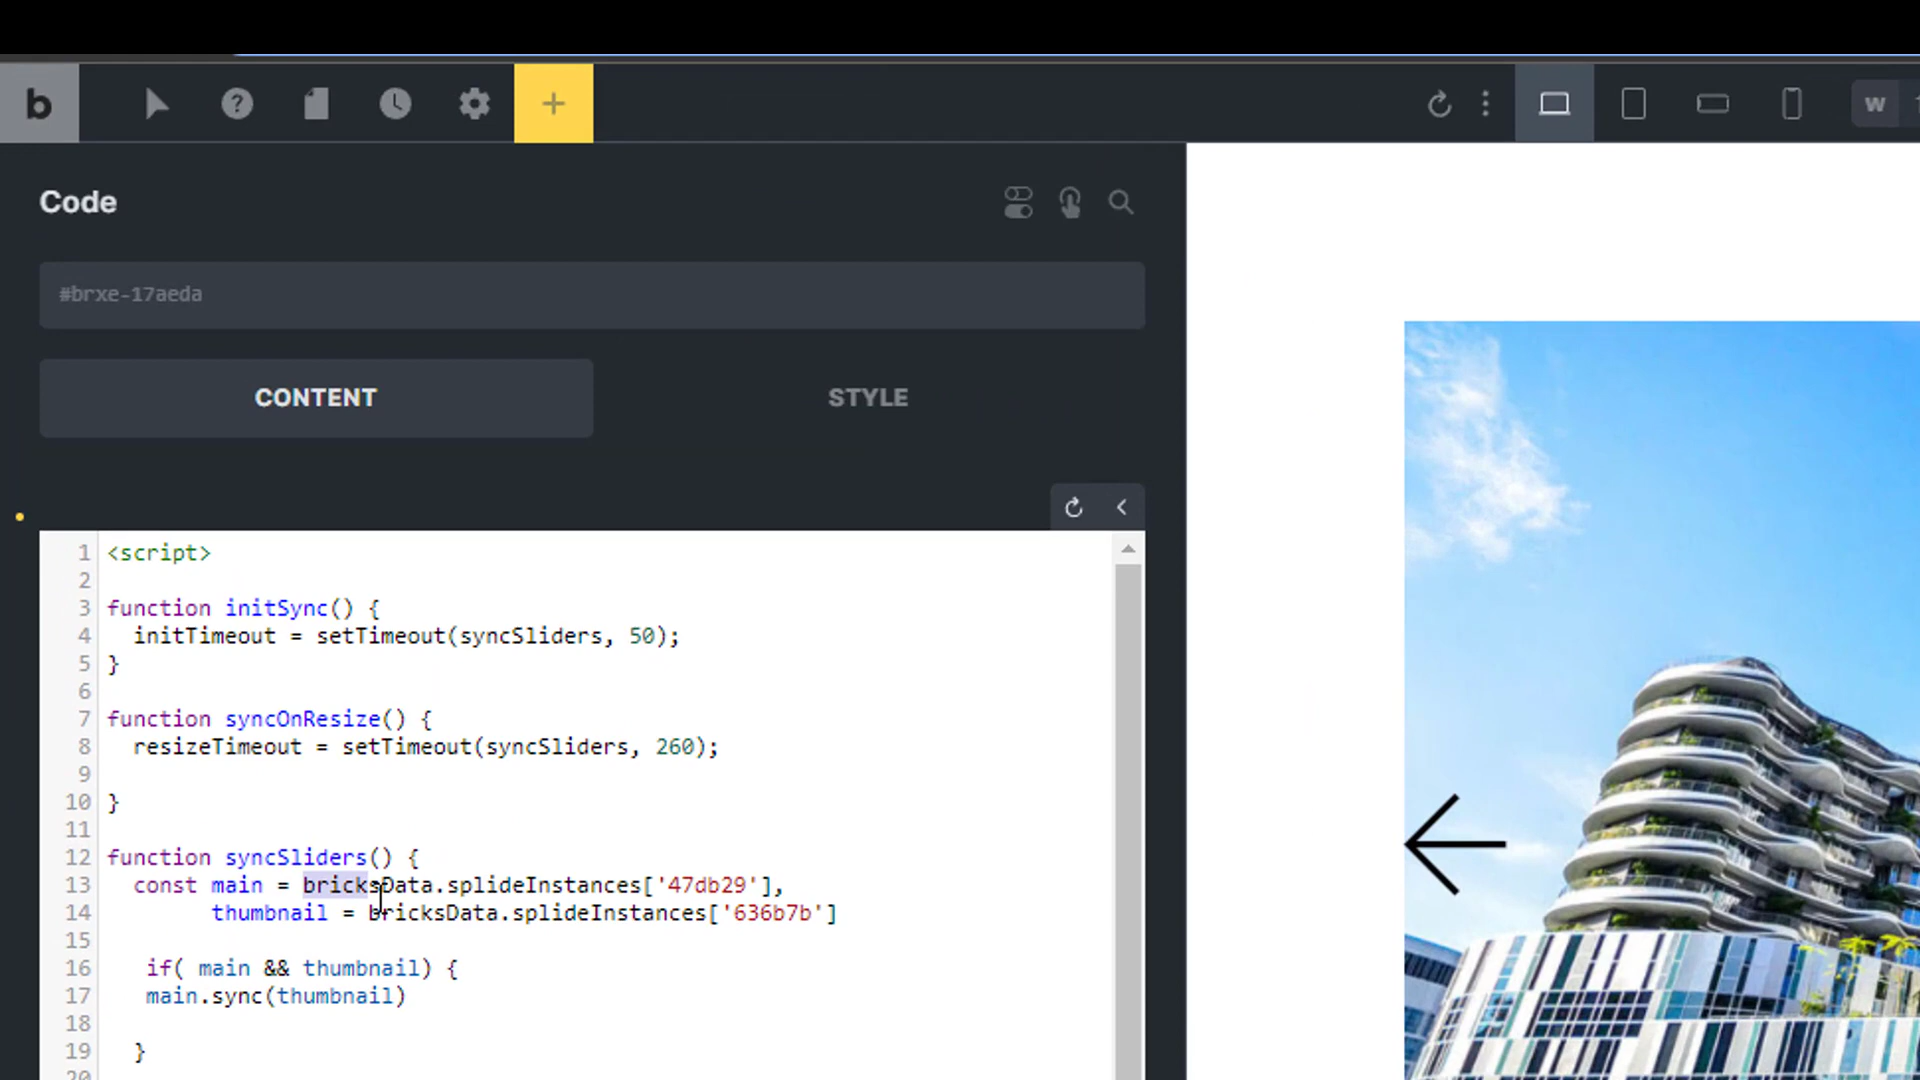 b
?
+
W
Code
#brxe-17aeda
CONTENT
STYLE
1 <script>
2
3 function initSync() {
4 initTimeout = setTimeout(syncSliders, 50);
5 }
6
7 function syncOnResize() {
8 resizeTimeout = setTimeout(syncSliders, 260);
9
10 }
11
12 function syncSliders() {
13 const main = bricksData.splideInstances['47db29'],
14 thumbnail = bricksData.splideInstances['636b7b']
15
16 if( main && thumbnail) {
17 main.sync(thumbnail)
18
19 }
20